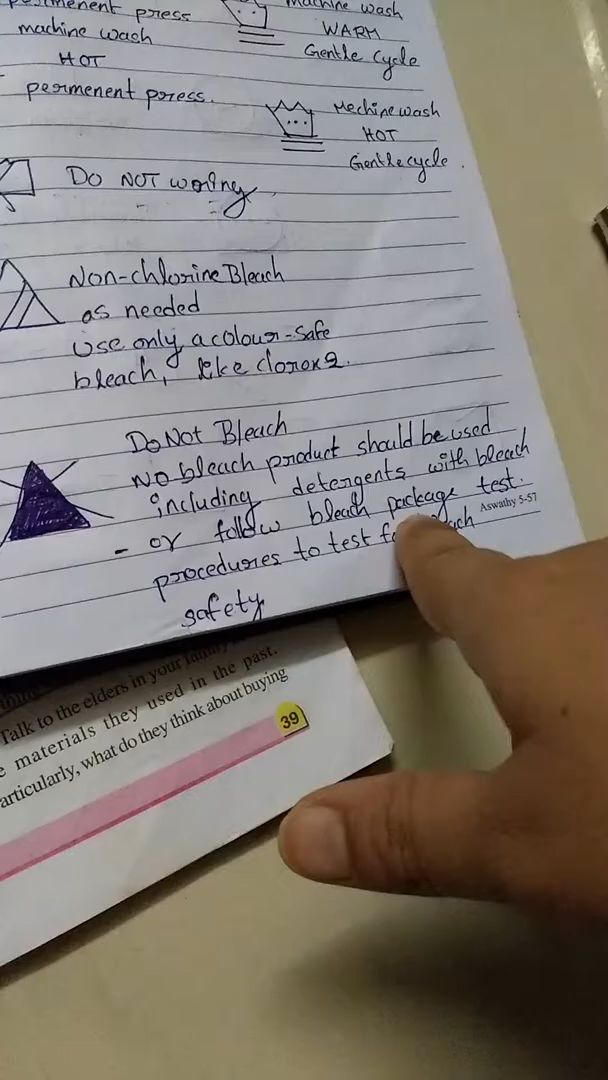 permenent press
machine wash
HOT
permenent press.
machine wash
WARM
Gentle cycle
Mechine wash
HOT
Gentle cycle.
DO NOT wring
Non-chlorine Bleach
as needed
Use only a colour-safe
bleach, like clorox2.
Do Not Bleach
No bleach product should be used
including detergents with bleach
- or follow bleach package test.
procedures to test
safety
Aswathy 5-57
Talk to the elders in your family
materials they used in the past.
articularly, what do they think about buying
39